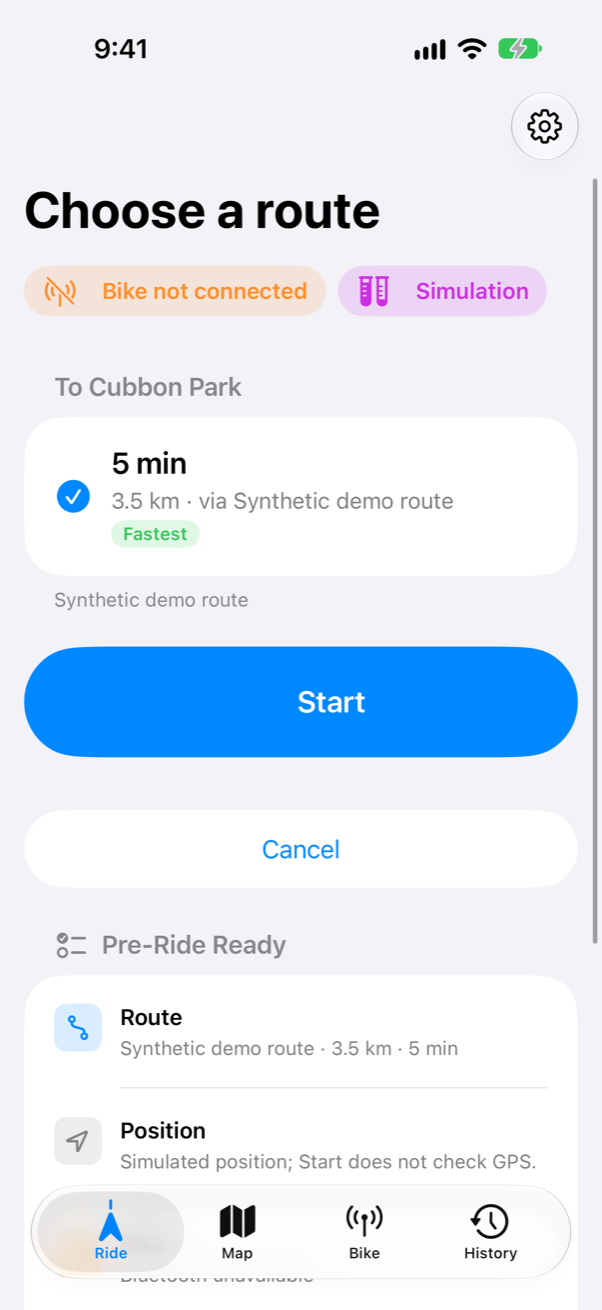 9:41
Choose a route
Bike not connected
Simulation
To Cubbon Park
5 min
3.5 km · via Synthetic demo route
Fastest
Synthetic demo route
Start
Cancel
Pre-Ride Ready
Route
Synthetic demo route · 3.5 km · 5 min
Position
Simulated position; Start does not check GPS.
Ride
Map
Bike
History
Bluetooth unavailable